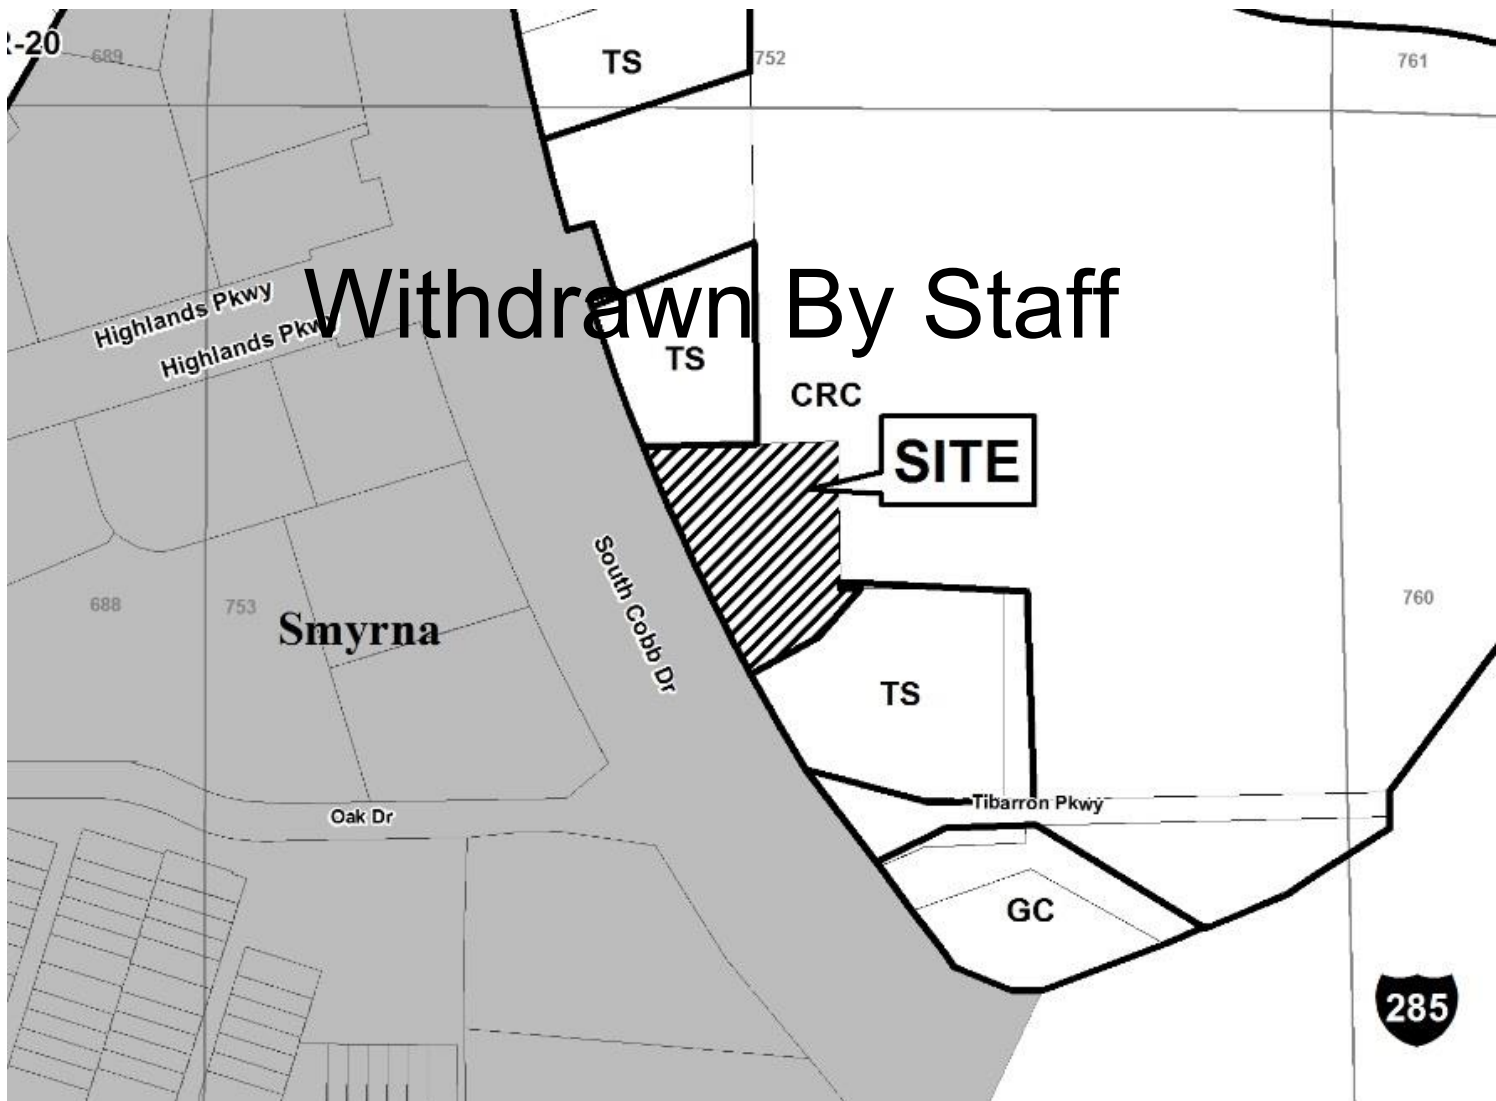 -20
689
TS
752
761
Highlands Pkwy
Highlands Pkwy
Withdrawn By Staff
TS
CRC
SITE
South Cobb Dr
688
753
Smyrna
760
TS
Tibarron Pkwy
Oak Dr
GC
285